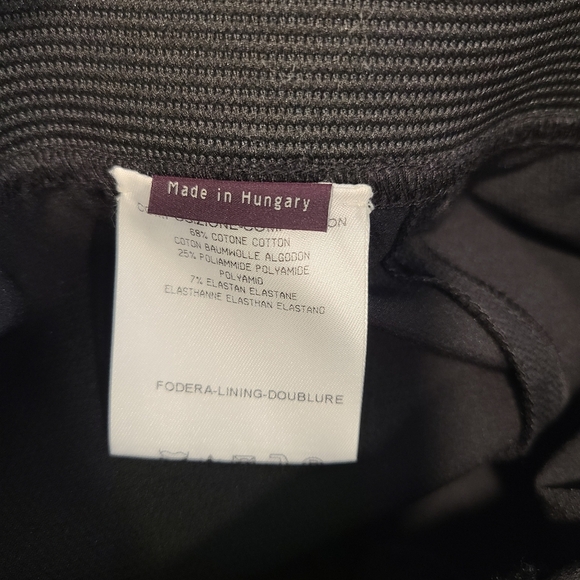 Made in Hungary
68% COTONE COTTON
COTON BAUMWOLLE ALGODON
25% POLIAMMIDE POLYAMIDE
POLYAMID
7% ELASTAN ELASTANE
ELASTHANNE ELASTHAN ELASTANO
FODERA-LINING-DOUBLURE